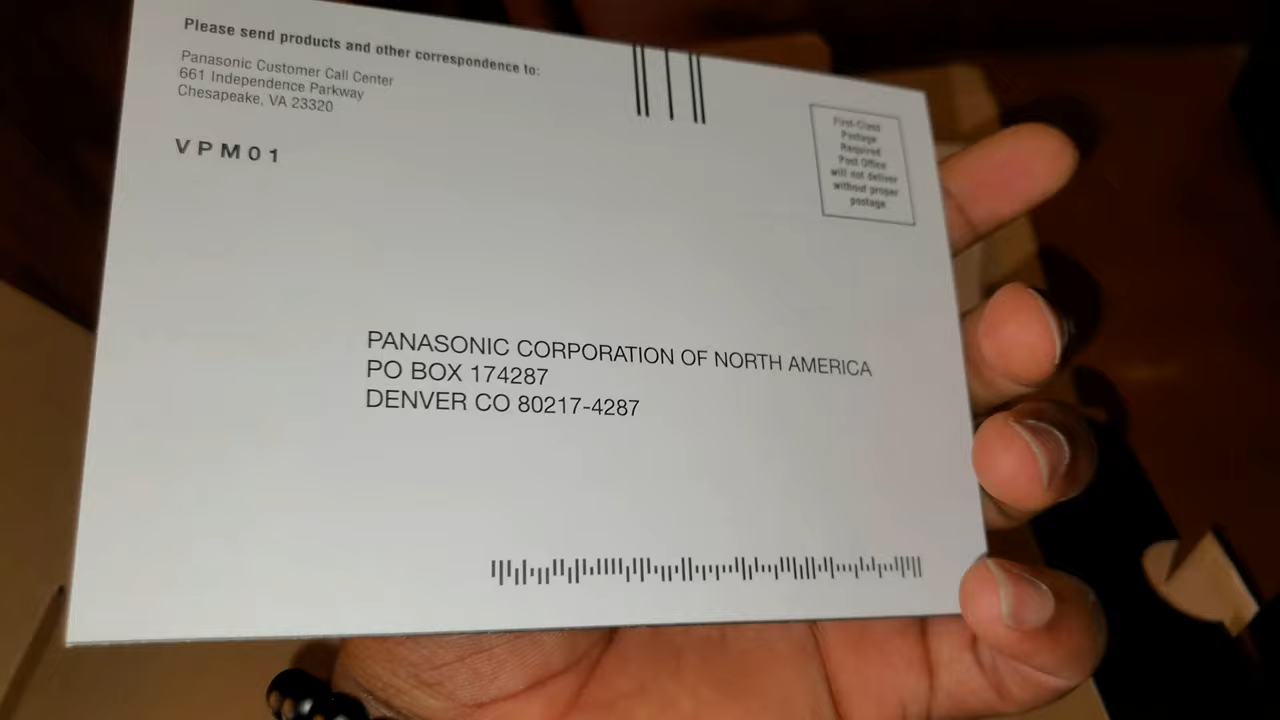 Please send products and other correspondence to:
Panasonic Customer Call Center
661 Independence Parkway
Chesapeake, VA 23320
VPM01
First-Class
Postage
Required
Post Office
will not deliver
without proper
postage
PANASONIC CORPORATION OF NORTH AMERICA
PO BOX 174287
DENVER CO 80217-4287